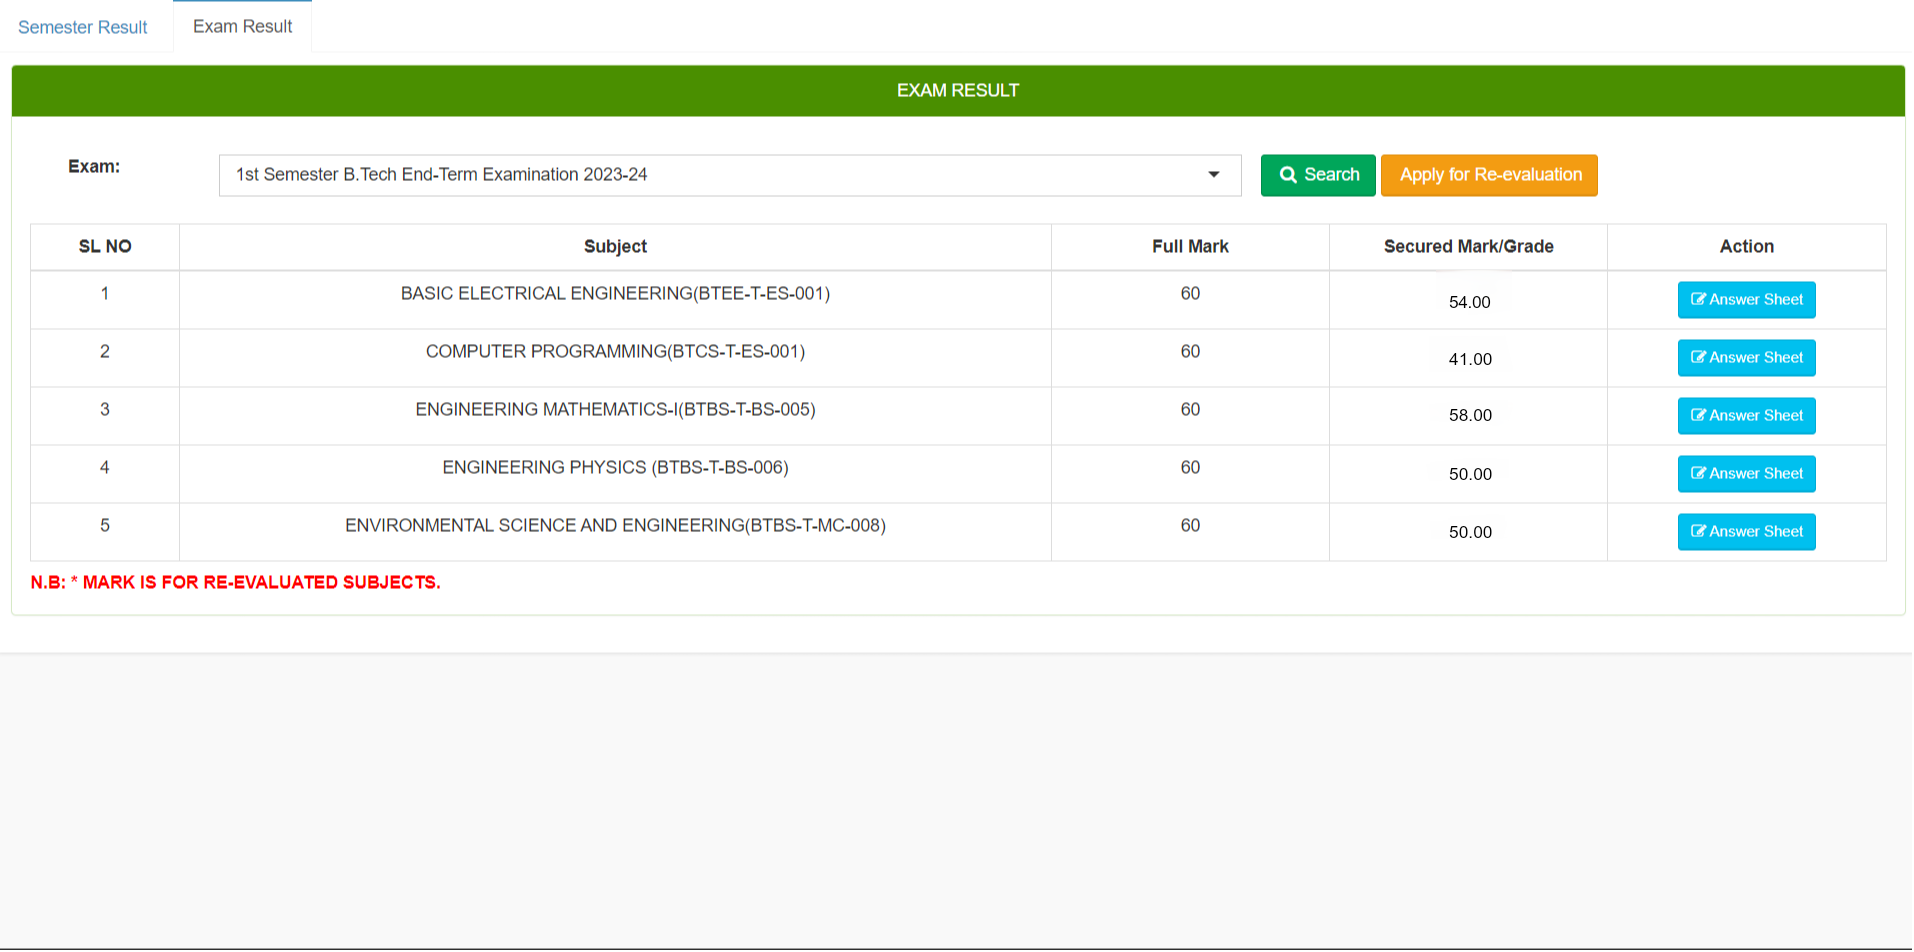 Semester Result Exam Result
EXAM RESULT
Exam: 1st Semester B.Tech End-Term Examination 2023-24 Search Apply for Re-evaluation
SL NO Subject Full Mark Secured Mark/Grade Action
1 BASIC ELECTRICAL ENGINEERING(BTEE-T-ES-001) 60 54.00 Answer Sheet
2 COMPUTER PROGRAMMING(BTCS-T-ES-001) 60 41.00 Answer Sheet
3 ENGINEERING MATHEMATICS-I(BTBS-T-BS-005) 60 58.00 Answer Sheet
4 ENGINEERING PHYSICS (BTBS-T-BS-006) 60 50.00 Answer Sheet
5 ENVIRONMENTAL SCIENCE AND ENGINEERING(BTBS-T-MC-008) 60 50.00 Answer Sheet
N.B: * MARK IS FOR RE-EVALUATED SUBJECTS.